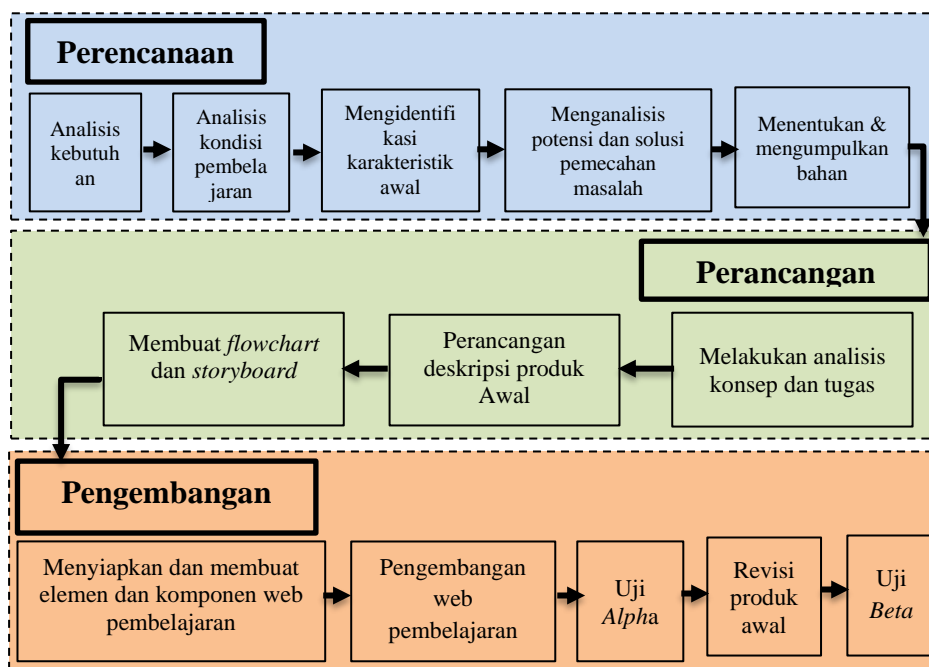 Perencanaan
Analisis
kebutuh
an
Analisis
kondisi
pembela
jaran
Mengidentifi
kasi
karakteristik
awal
Menganalisis
potensi dan solusi
pemecahan
masalah
Menentukan &
mengumpulkan
bahan
Perancangan
Melakukan analisis
konsep dan tugas
Perancangan
deskripsi produk
Awal
Membuat flowchart
dan storyboard
Pengembangan
Menyiapkan dan membuat
elemen dan komponen web
pembelajaran
Pengembangan
web
pembelajaran
Uji
Alpha
Revisi
produk
awal
Uji
Beta